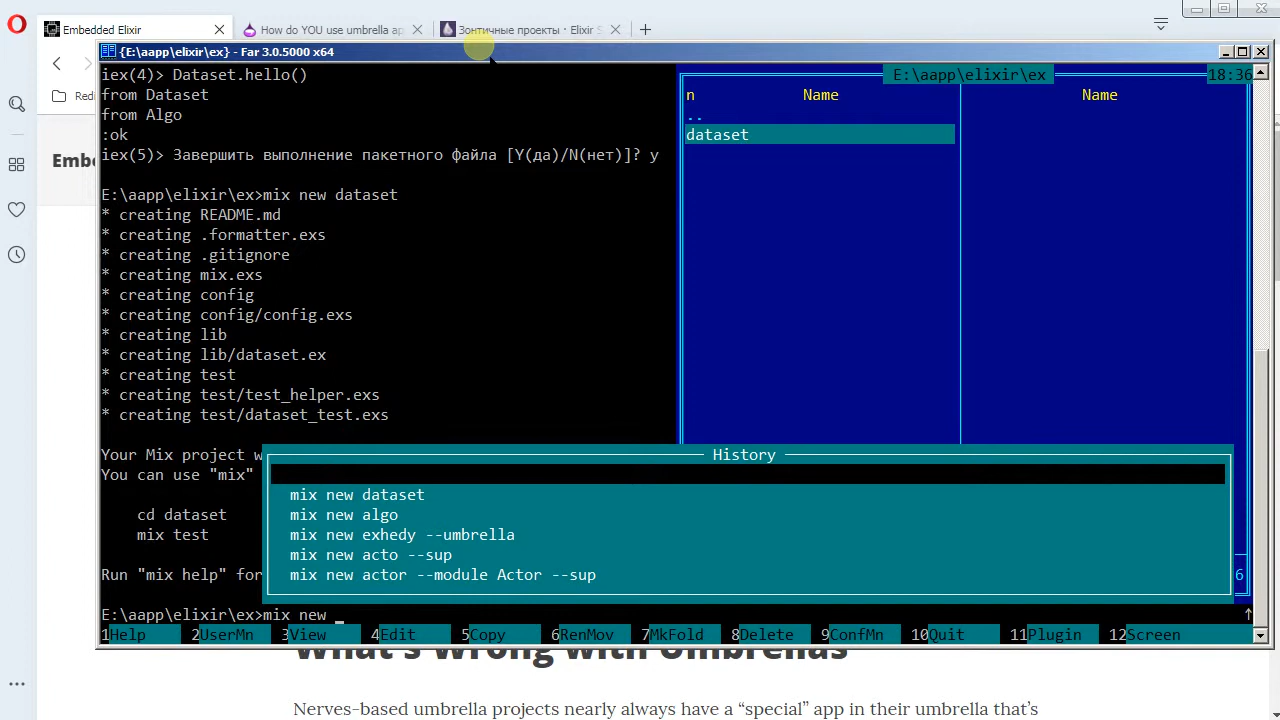 Embedded Elixir
How do YOU use umbrella ap
Зонтичные проекты · Elixir S
{E:\aapp\elixir\ex} - Far 3.0.5000 x64
iex(4)> Dataset.hello()
from Dataset
from Algo
:ok
iex(5)> Завершить выполнение пакетного файла [Y(да)/N(нет)]? y
E:\aapp\elixir\ex>mix new dataset
* creating README.md
* creating .formatter.exs
* creating .gitignore
* creating mix.exs
* creating config
* creating config/config.exs
* creating lib
* creating lib/dataset.ex
* creating test
* creating test/test_helper.exs
* creating test/dataset_test.exs
Your Mix project w
You can use "mix"
cd dataset
mix test
Run "mix help" for
E:\aapp\elixir\ex>mix new _
E:\aapp\elixir\ex
18:36
n Name Name
..
dataset
6
History
mix new dataset
mix new algo
mix new exhedy --umbrella
mix new acto --sup
mix new actor --module Actor --sup
1Help 2UserMn 3View 4Edit 5Copy 6RenMov 7MkFold 8Delete 9ConfMn 10Quit 11Plugin 12Screen
Redi
Emb
What's Wrong with Umbrellas
Nerves-based umbrella projects nearly always have a “special” app in their umbrella that's